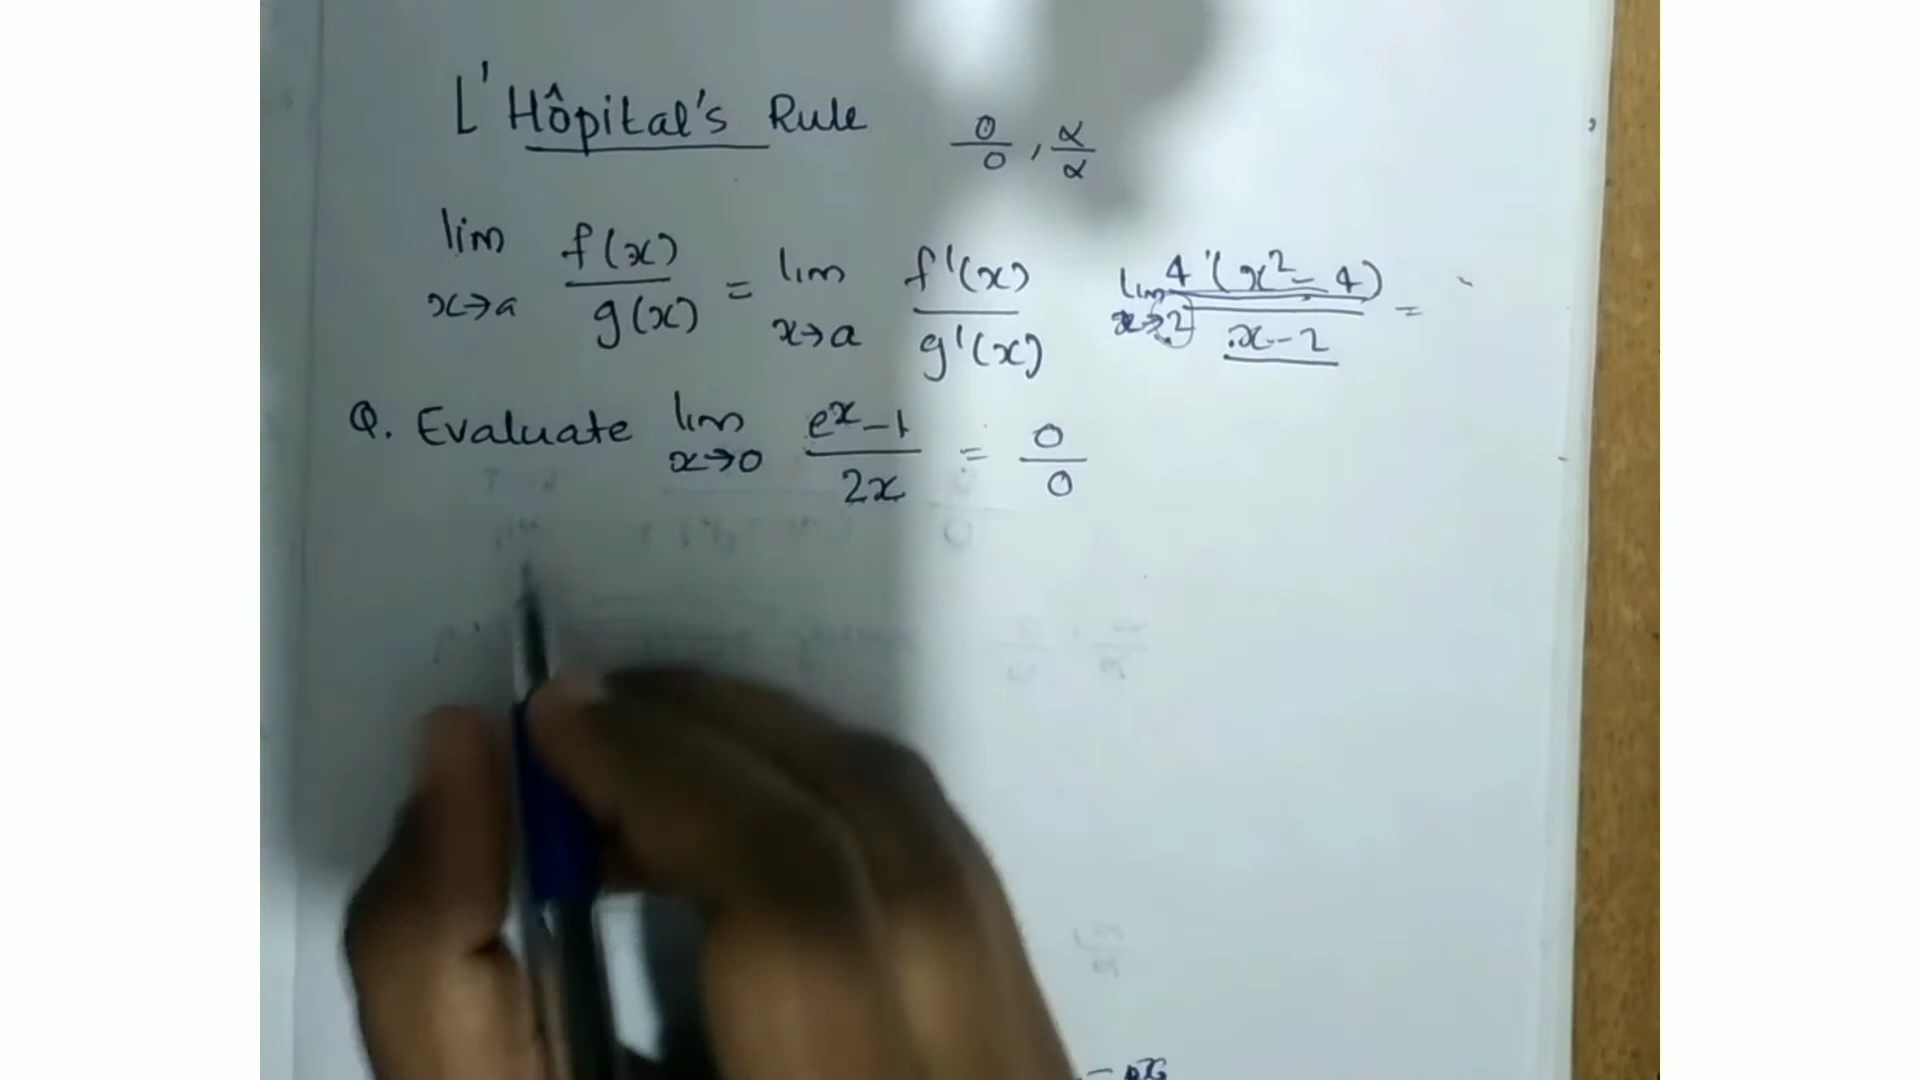 L'Hôpital's Rule 0/0 , α/α
lim x→a f(x)/g(x) = lim x→a f'(x)/g'(x) lim x→2 4(x²-4)/x-2 =
Q. Evaluate lim x→0 eˣ-1/2x = 0/0